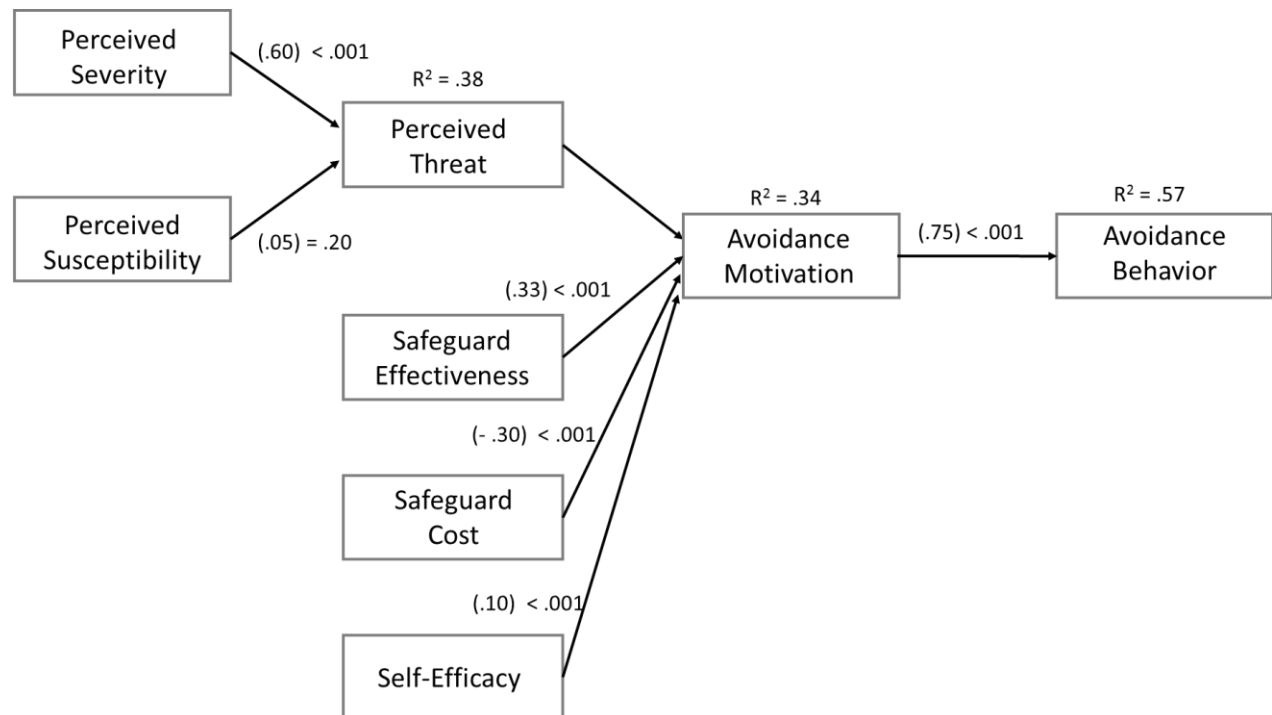 Perceived
Severity
(.60) < .001
R² = .38
Perceived
Threat
Perceived
Susceptibility
(.05) = .20
R² = .34
Avoidance
Motivation
(.75) < .001
R² = .57
Avoidance
Behavior
(.33) < .001
Safeguard
Effectiveness
(- .30) < .001
Safeguard
Cost
(.10) < .001
Self-Efficacy